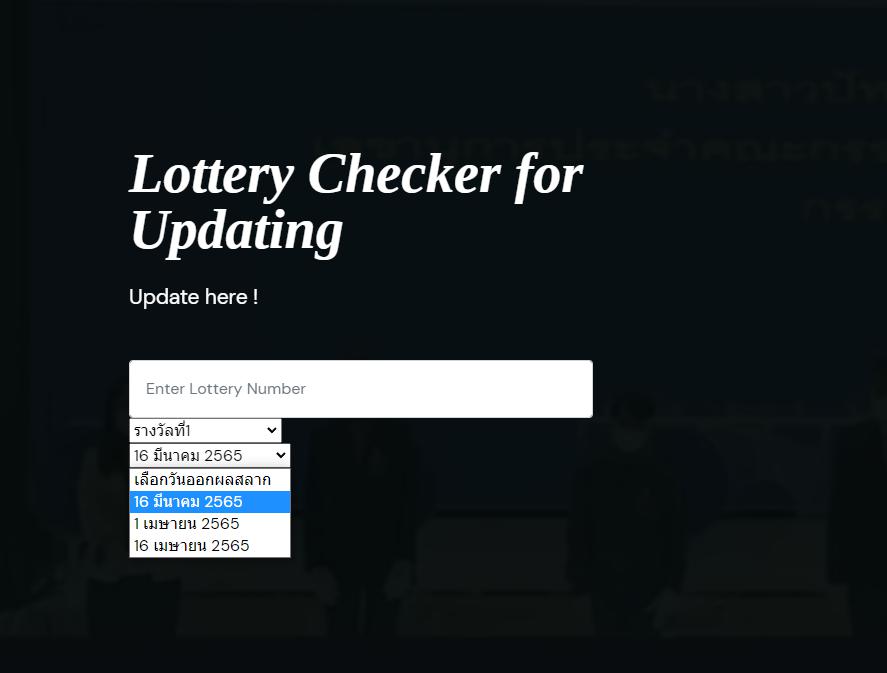 Lottery Checker for
Updating
Update here !
Enter Lottery Number
รางวัลที่1
16 มีนาคม 2565
เลือกวันออกผลสลาก
16 มีนาคม 2565
1 เมษายน 2565
16 เมษายน 2565